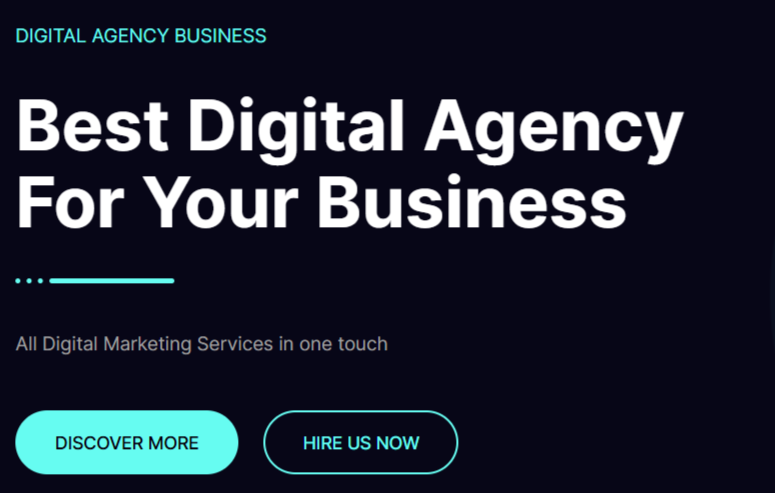 DIGITAL AGENCY BUSINESS
Best Digital Agency
For Your Business
All Digital Marketing Services in one touch
DISCOVER MORE
HIRE US NOW